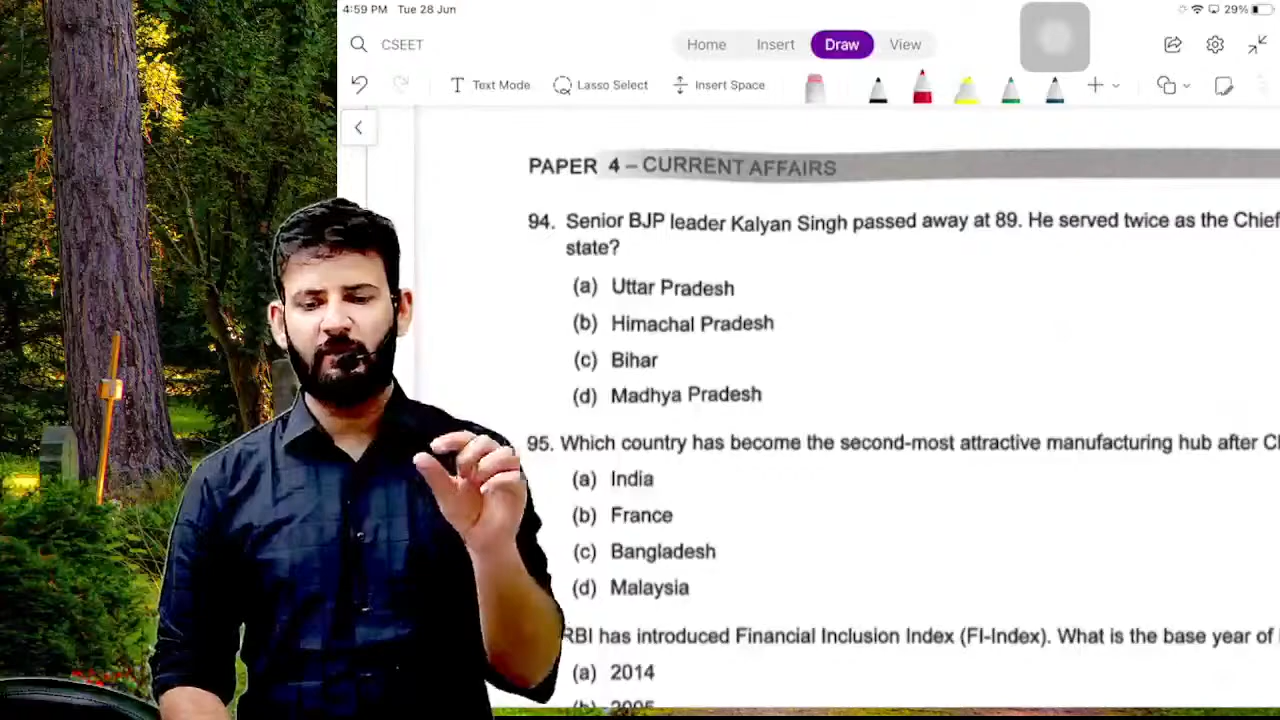 4:59 PM Tue 28 Jun
29%
CSEET
Home Insert Draw View
Text Mode Lasso Select Insert Space
PAPER 4 – CURRENT AFFAIRS
94. Senior BJP leader Kalyan Singh passed away at 89. He served twice as the Chief
state?
(a) Uttar Pradesh
(b) Himachal Pradesh
(c) Bihar
(d) Madhya Pradesh
95. Which country has become the second-most attractive manufacturing hub after
(a) India
(b) France
(c) Bangladesh
(d) Malaysia
RBI has introduced Financial Inclusion Index (FI-Index). What is the base year of
(a) 2014
(b) 2005